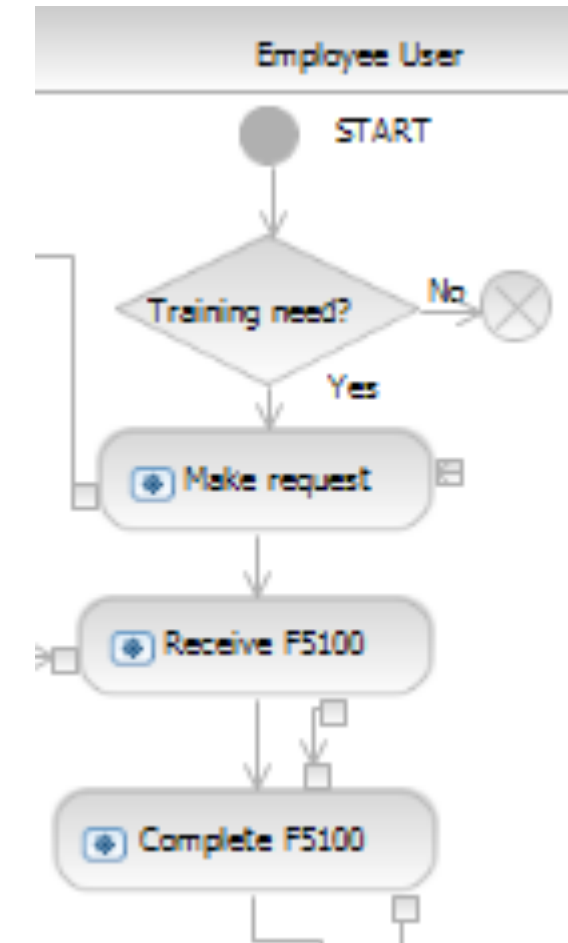 Employee User
START
Training need?
No
Yes
Make request
Receive F5100
Complete F5100